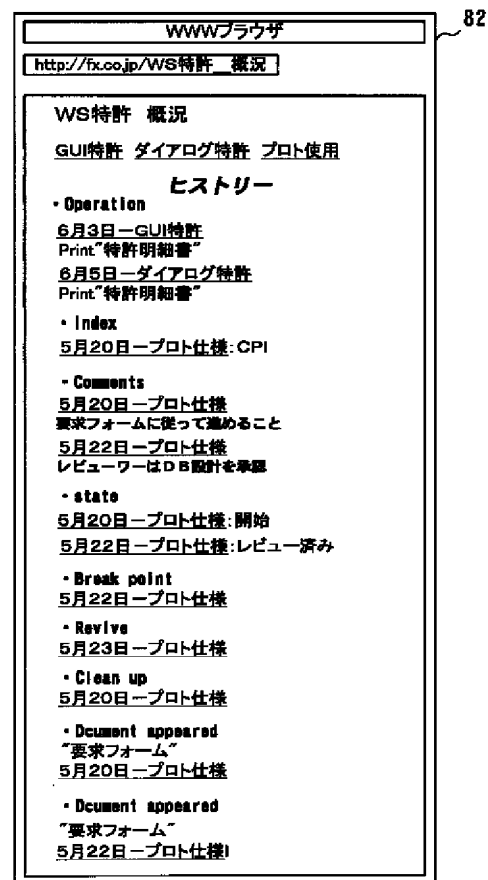 82
WWWブラウザ
http://fx.co.jp/WS特許__概況
WS特許 概況
GUI特許 ダイアログ特許 プロト使用
ヒストリー
・Operation
6月3日ーGUI特許
Print"特許明細書"
6月5日ーダイアログ特許
Print"特許明細書"
・Index
5月20日ープロト仕様:CPI
・Comments
5月20日ープロト仕様
要求フォームに従って進めること
5月22日ープロト仕様
レビューワーはDB設計を承認
・state
5月20日ープロト仕様:開始
5月22日ープロト仕様:レビュー済み
・Break point
5月22日ープロト仕様
・Revive
5月23日ープロト仕様
・Clean up
5月20日ープロト仕様
・Dcument appeared
"要求フォーム"
5月20日ープロト仕様
・Dcument appeared
"要求フォーム"
5月22日ープロト仕様